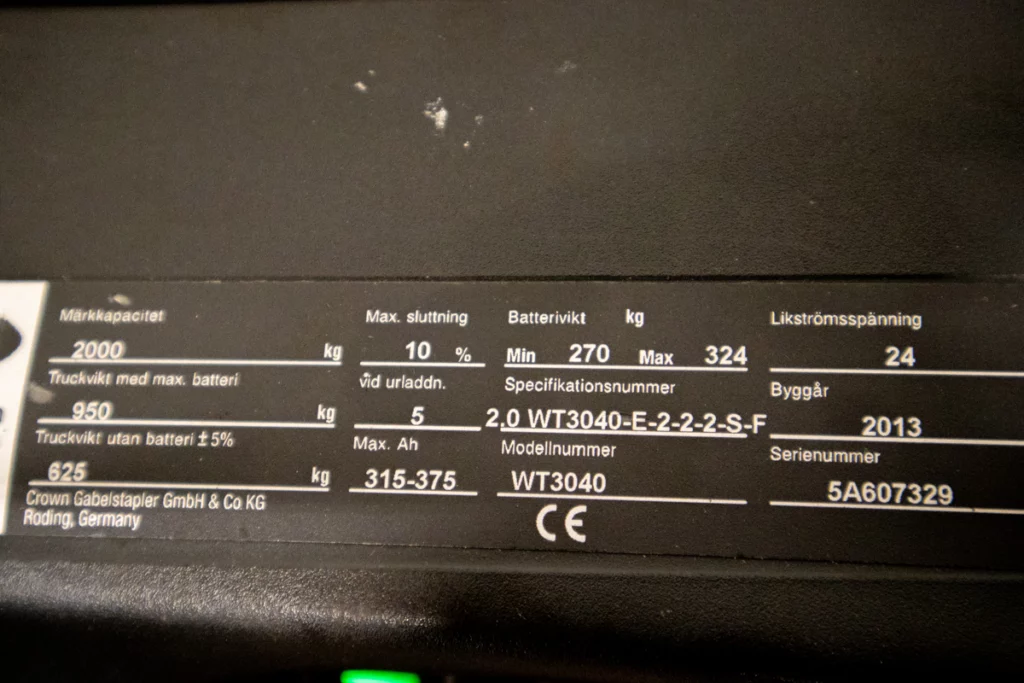 Märkkapacitet
2000 kg
Truckvikt med max. batteri
950 kg
Truckvikt utan batteri ±5%
625 kg
Crown Gabelstapler GmbH & Co KG
Roding, Germany
Max. sluttning
10 %
vid urladdn.
5
Max. Ah
315-375
Batterivikt kg
Min 270 Max 324
Specifikationsnummer
2.0 WT3040-E-2-2-2-S-F
Modellnummer
WT3040
CE
Likströmsspänning
24
Byggår
2013
Serienummer
5A607329